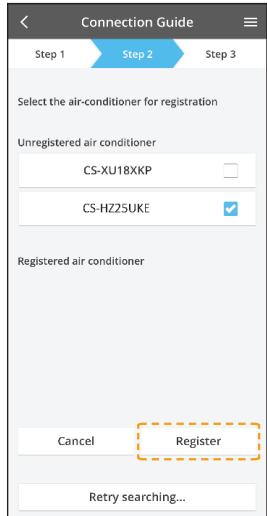 Connection Guide
Step 1 Step 2 Step 3
Select the air-conditioner for registration
Unregistered air conditioner
CS-XU18XKP
CS-HZ25UKE
Registered air conditioner
Cancel Register
Retry searching...